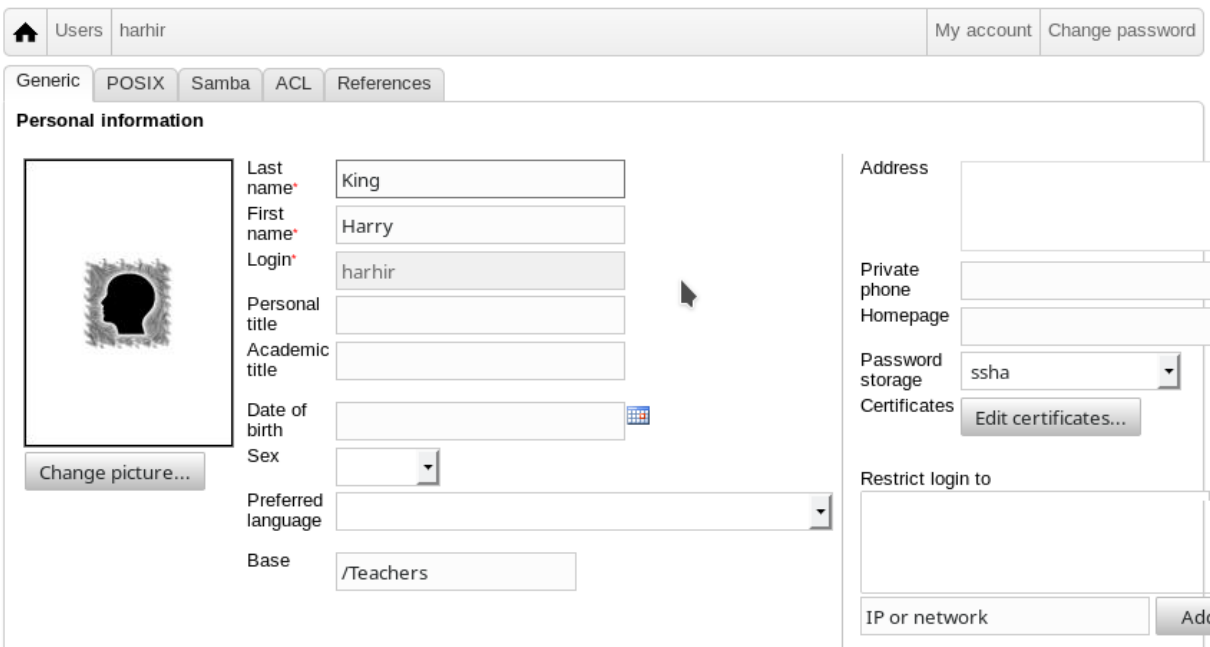 Users harhir My account Change password
Generic POSIX Samba ACL References
Personal information
Last
name* King
First
name* Harry
Login* harhir
Personal
title
Academic
title
Date of
birth
Sex
Preferred
language
Base /Teachers
Change picture...
Address
Private
phone
Homepage
Password
storage ssha
Certificates Edit certificates...
Restrict login to
IP or network